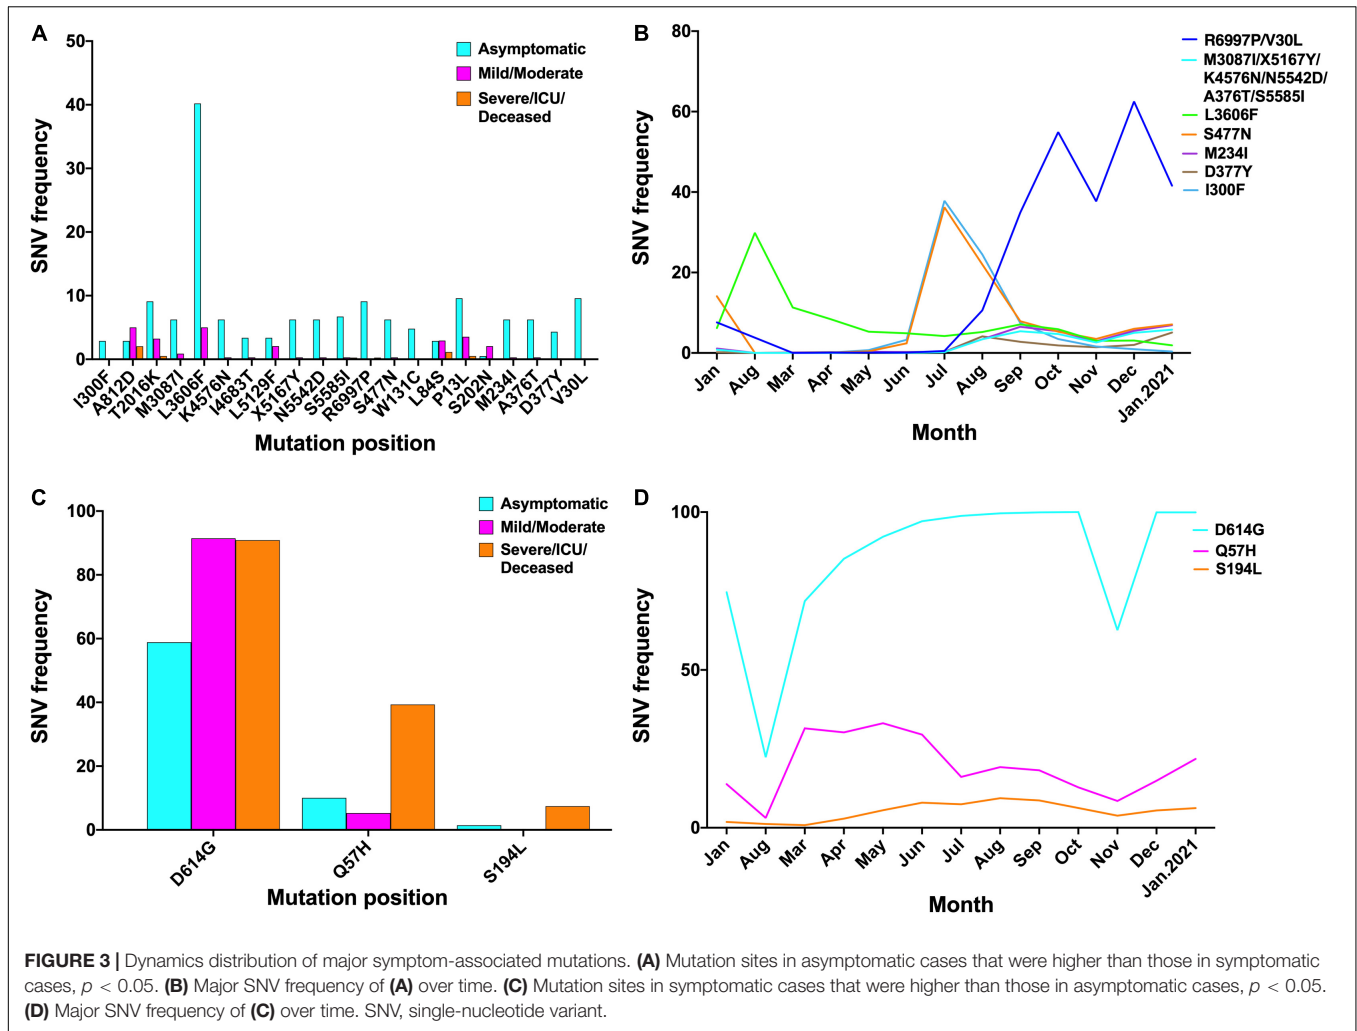 A
50
40
30
20
10
0
SNV frequency
Asymptomatic
Mild/Moderate
Severe/ICU/
Deceased
I300F
A812D
T2016K
M3087I
L3606F
K4576N
I4683T
L5129F
X5167Y
N5542D
S5585I
R6997P
S477N
W131C
L84S
P13L
S202N
M234I
A376T
D377Y
V30L
Mutation position
B
80
60
40
20
0
SNV frequency
R6997P/V30L
M3087I/X5167Y/
K4576N/N5542D/
A376T/S5585I
L3606F
S477N
M234I
D377Y
I300F
Jan
Aug
Mar
Apr
May
Jun
Jul
Aug
Sep
Oct
Nov
Dec
Jan.2021
Month
C
100
80
60
40
20
0
SNV frequency
Asymptomatic
Mild/Moderate
Severe/ICU/
Deceased
D614G
Q57H
S194L
Mutation position
D
100
50
0
SNV frequency
D614G
Q57H
S194L
Jan
Aug
Mar
Apr
May
Jun
Jul
Aug
Sep
Oct
Nov
Dec
Jan.2021
Month
FIGURE 3 | Dynamics distribution of major symptom-associated mutations. (A) Mutation sites in asymptomatic cases that were higher than those in symptomatic
cases, p < 0.05. (B) Major SNV frequency of (A) over time. (C) Mutation sites in symptomatic cases that were higher than those in asymptomatic cases, p < 0.05.
(D) Major SNV frequency of (C) over time. SNV, single-nucleotide variant.